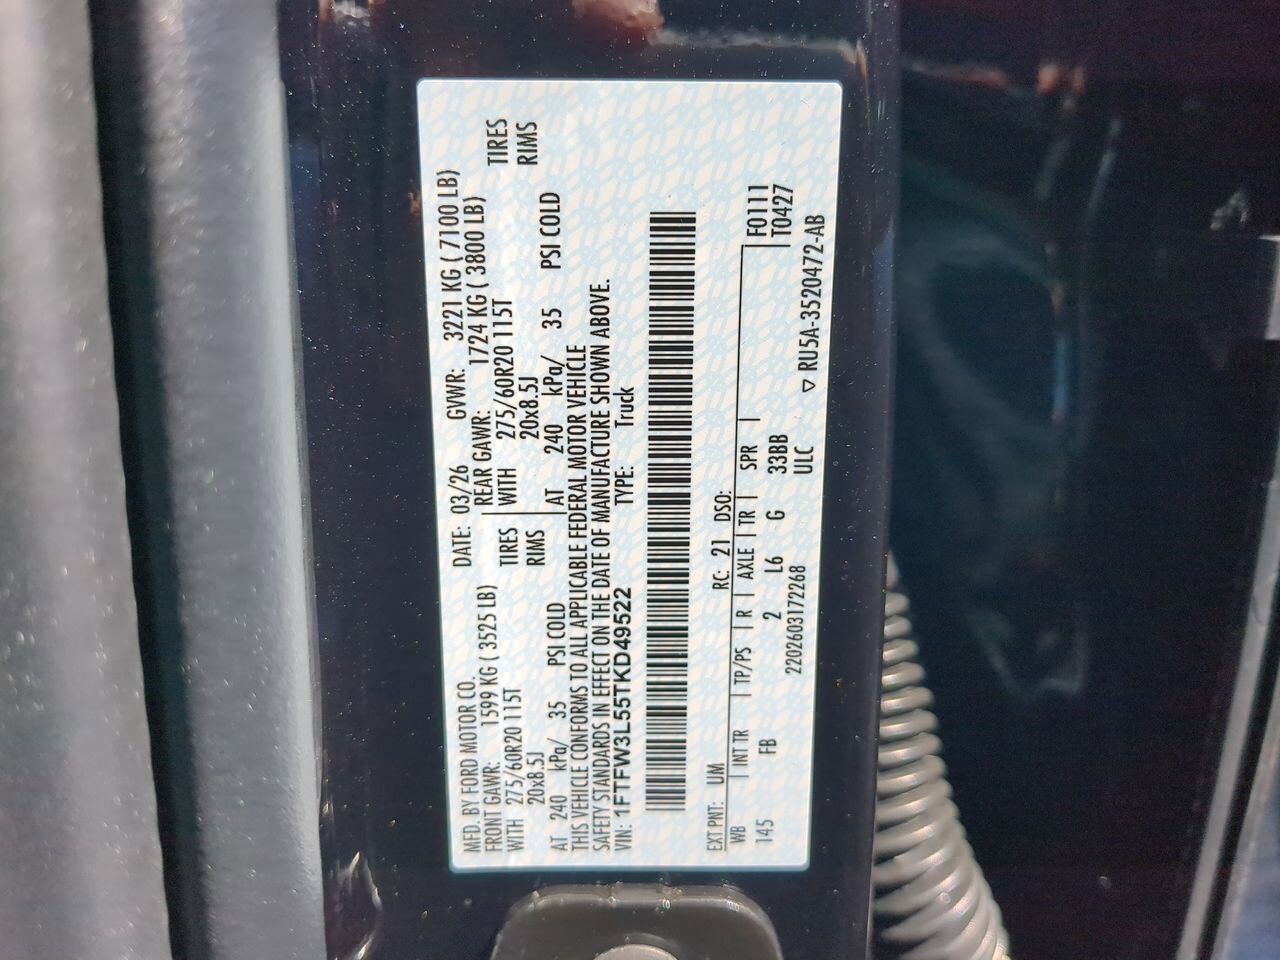 MFD. BY FORD MOTOR CO.
DATE: 03/26 GVWR: 3221 KG ( 7100 LB)
FRONT GAWR: 1599 KG ( 3525 LB) REAR GAWR: 1724 KG ( 3800 LB)
WITH 275/60R20 115T TIRES WITH 275/60R20 115T TIRES
20x8.5J RIMS 20x8.5J RIMS
AT 240 kPa/ 35 PSI COLD AT 240 kPa/ 35 PSI COLD
THIS VEHICLE CONFORMS TO ALL APPLICABLE FEDERAL MOTOR VEHICLE
SAFETY STANDARDS IN EFFECT ON THE DATE OF MANUFACTURE SHOWN ABOVE.
VIN: 1FTFW3L55TKD49522 TYPE: Truck
EXT PNT: UM RC: 21 DSO:
WB INT TR TP/PS R AXLE TR SPR F0111
145 FB 2 L6 G 33BB T0427
2202603172268 ULC ▽ RU5A-3520472-AB